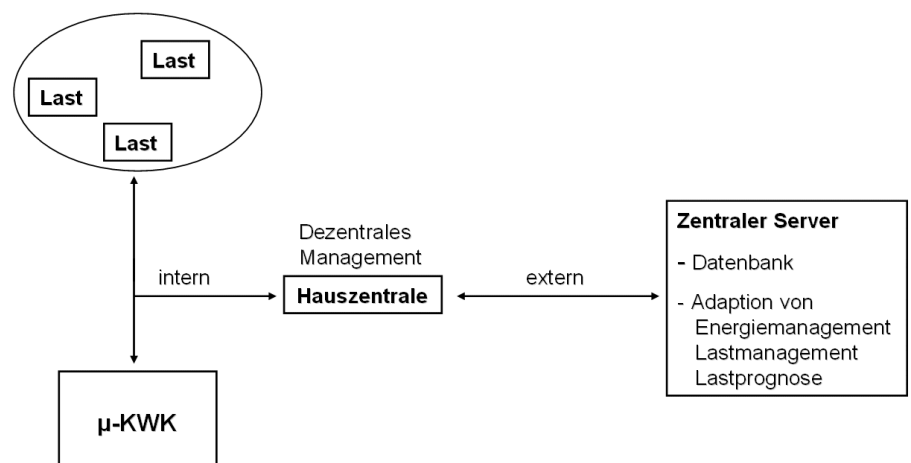 Last
Last
Last
Dezentrales
Management
intern
Hauszentrale
extern
µ-KWK
Zentraler Server
- Datenbank
- Adaption von
Energiemanagement
Lastmanagement
Lastprognose